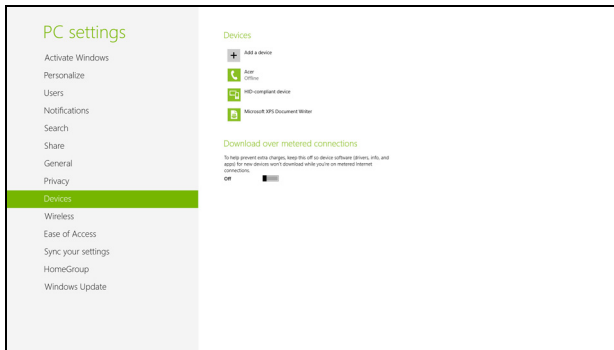 PC settings
Activate Windows
Personalize
Users
Notifications
Search
Share
General
Privacy
Devices
Wireless
Ease of Access
Sync your settings
HomeGroup
Windows Update
Devices
Add a device
Acer
Offline
HID-compliant device
Microsoft XPS Document Writer
Download over metered connections
To help prevent extra charges, keep this off so device software (drivers, info, and
apps) for new devices won't download while you're on metered Internet
connections.
Off